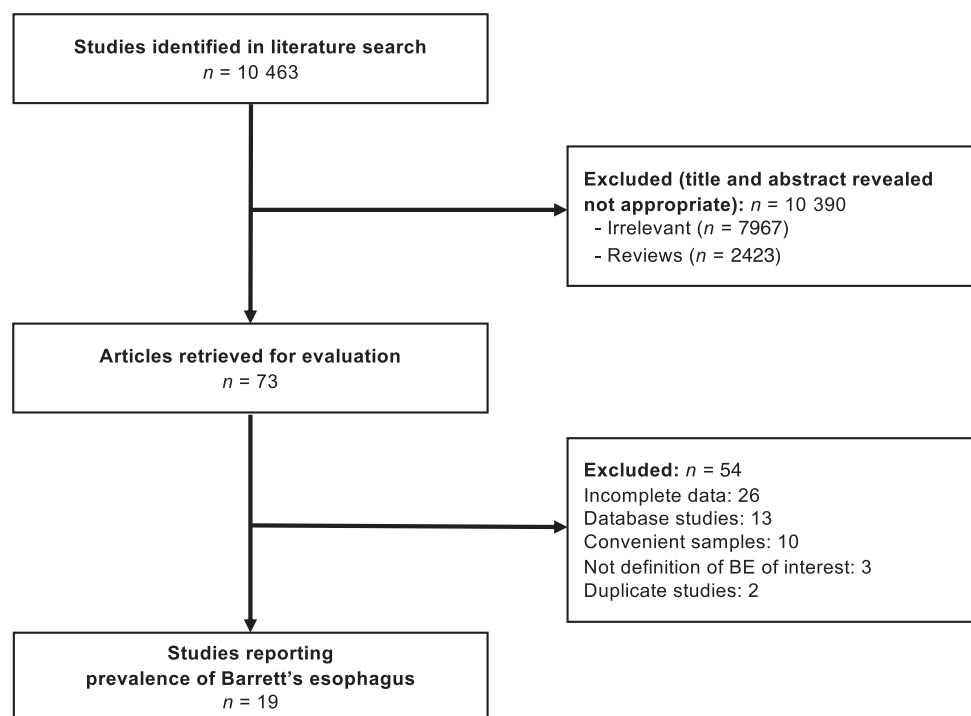 Studies identified in literature search
n = 10 463
Excluded (title and abstract revealed
not appropriate): n = 10 390
- Irrelevant (n = 7967)
- Reviews (n = 2423)
Articles retrieved for evaluation
n = 73
Excluded: n = 54
Incomplete data: 26
Database studies: 13
Convenient samples: 10
Not definition of BE of interest: 3
Duplicate studies: 2
Studies reporting
prevalence of Barrett’s esophagus
n = 19